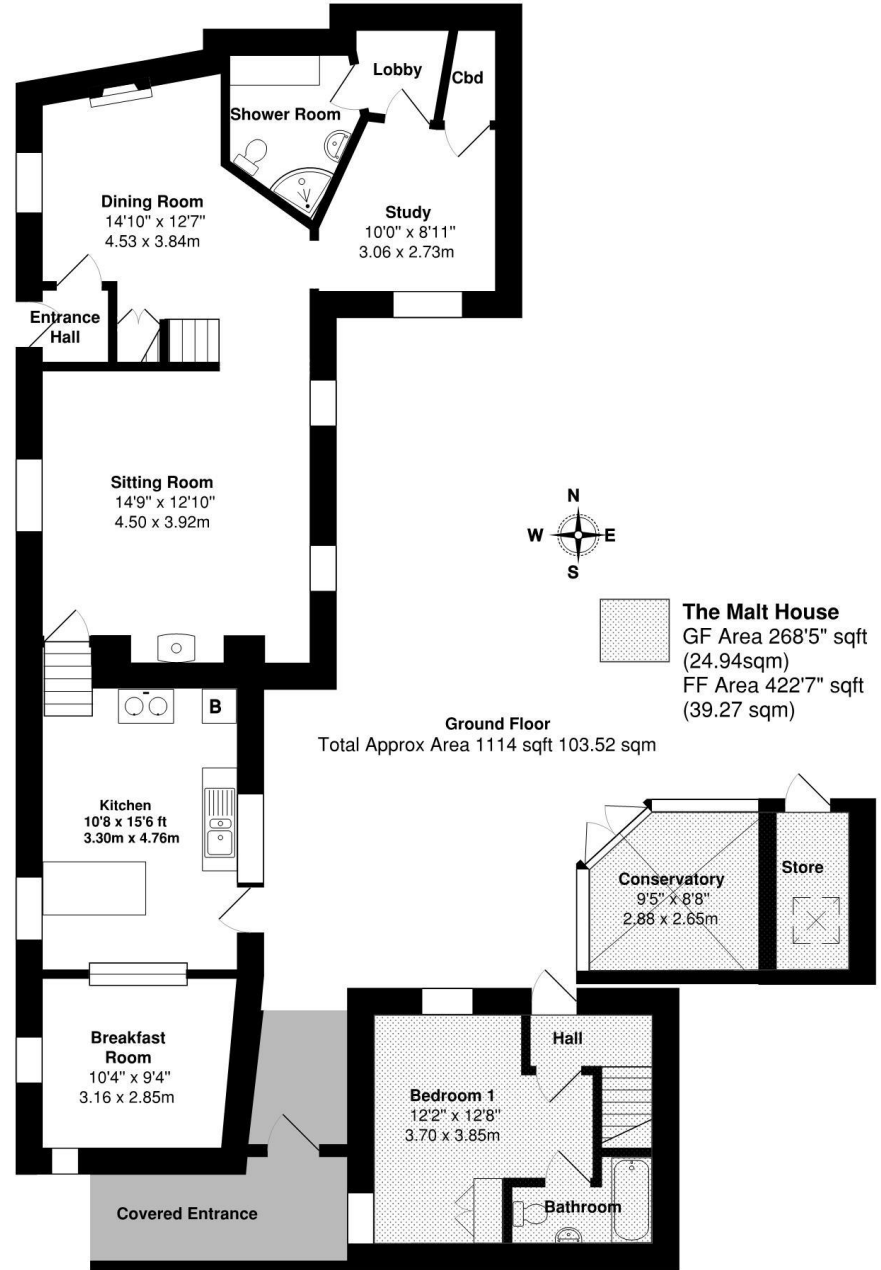 Lobby
Cbd
Shower Room
Dining Room
14'10" x 12'7"
4.53 x 3.84m
Study
10'0" x 8'11"
3.06 x 2.73m
Entrance
Hall
Sitting Room
14'9" x 12'10"
4.50 x 3.92m
N
W E
S
The Malt House
GF Area 268'5" sqft
(24.94sqm)
FF Area 422'7" sqft
(39.27 sqm)
B
Ground Floor
Total Approx Area 1114 sqft 103.52 sqm
Kitchen
10'8 x 15'6 ft
3.30m x 4.76m
Conservatory
9'5" x 8'8"
2.88 x 2.65m
Store
Breakfast
Room
10'4" x 9'4"
3.16 x 2.85m
Hall
Bedroom 1
12'2" x 12'8"
3.70 x 3.85m
Bathroom
Covered Entrance